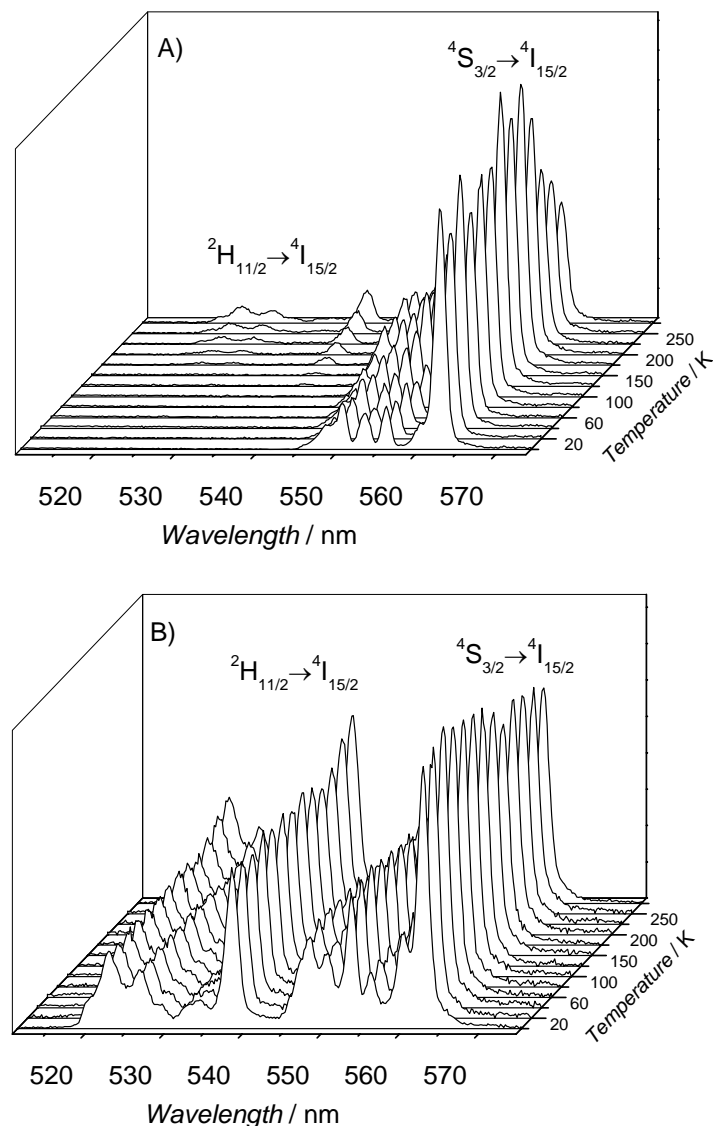 A)
⁴S₃/₂→⁴I₁₅/₂
²H₁₁/₂→⁴I₁₅/₂
250
200
150
100
60
20
Temperature / K
520 530 540 550 560 570
Wavelength / nm
B)
²H₁₁/₂→⁴I₁₅/₂ ⁴S₃/₂→⁴I₁₅/₂
250
200
150
100
60
20
Temperature / K
520 530 540 550 560 570
Wavelength / nm